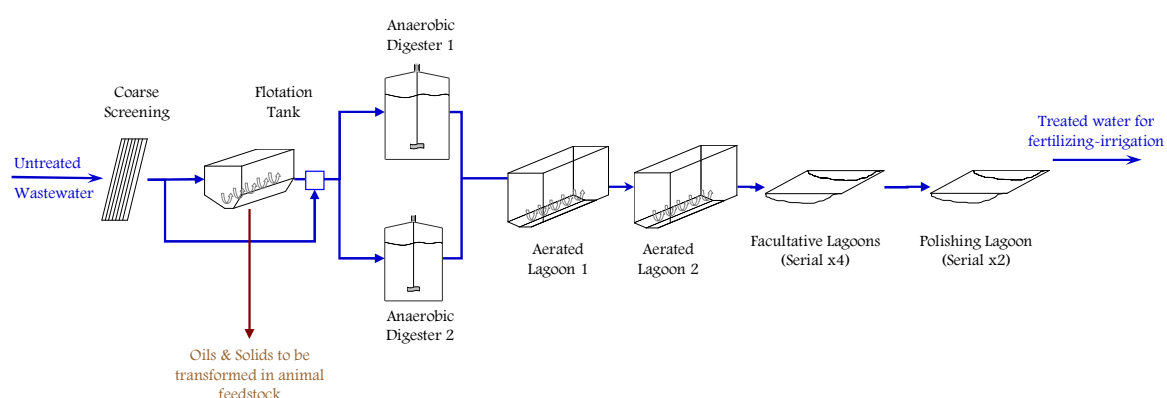 Anaerobic
Digester 1
Coarse
Screening
Flotation
Tank
Untreated
Wastewater
Treated water for
fertilizing-irrigation
Aerated
Lagoon 1
Aerated
Lagoon 2
Facultative Lagoons
(Serial x4)
Polishing Lagoon
(Serial x2)
Anaerobic
Digester 2
Oils & Solids to be
transformed in animal
feedstock